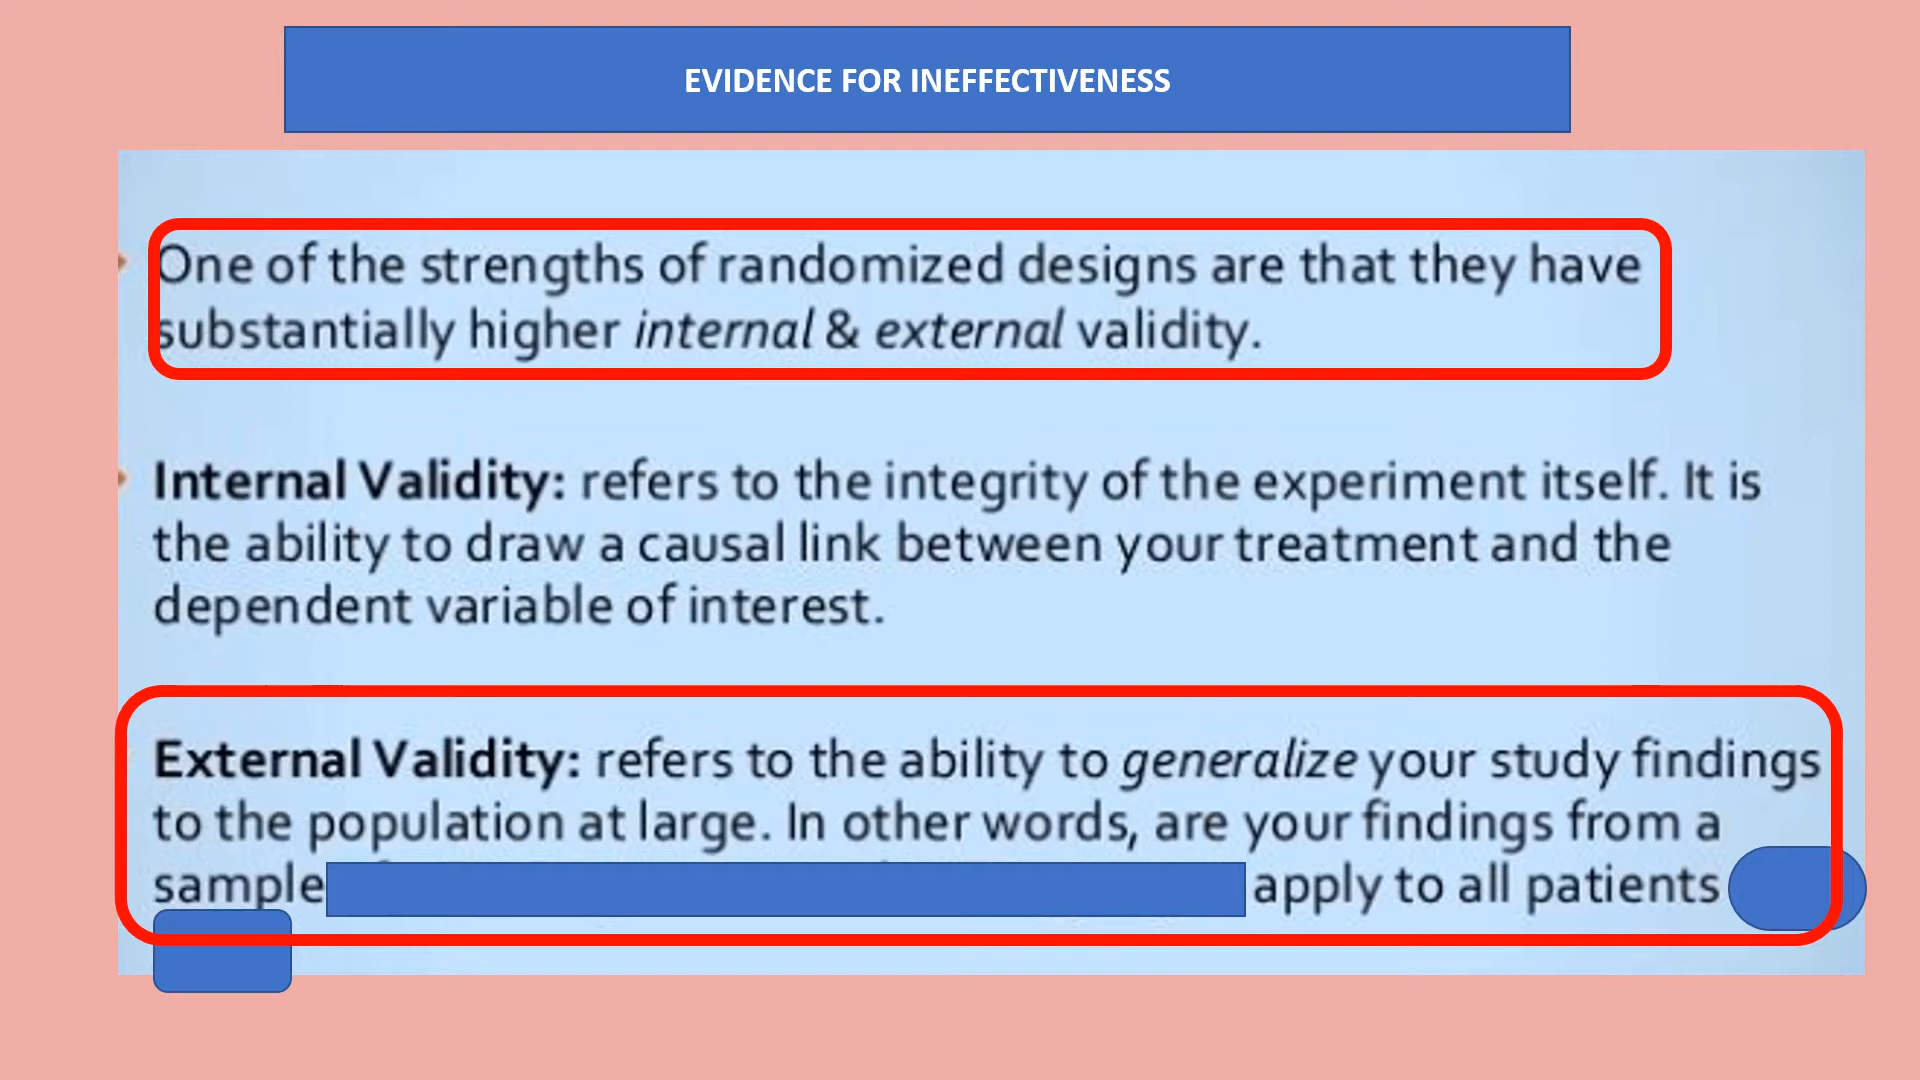 EVIDENCE FOR INEFFECTIVENESS
One of the strengths of randomized designs are that they have
substantially higher internal & external validity.
Internal Validity: refers to the integrity of the experiment itself. It is
the ability to draw a causal link between your treatment and the
dependent variable of interest.
External Validity: refers to the ability to generalize your study findings
to the population at large. In other words, are your findings from a
sample apply to all patients